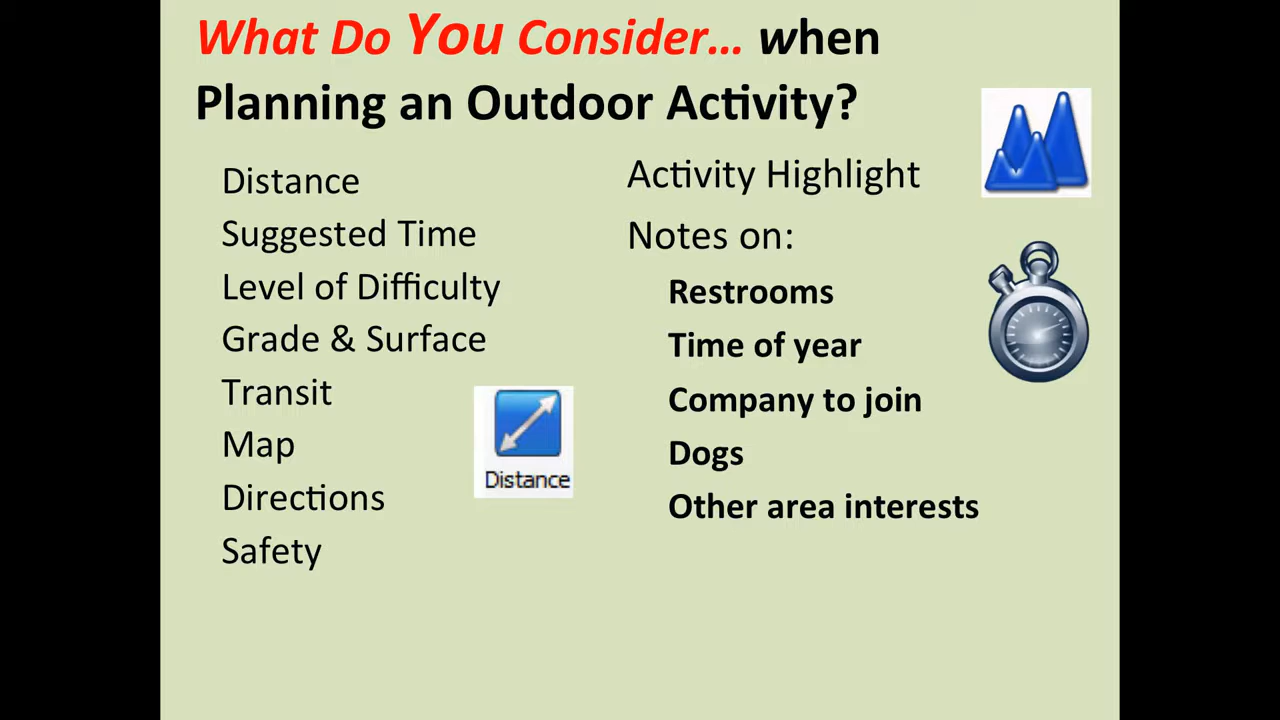 What Do You Consider... when
Planning an Outdoor Activity?
Distance
Suggested Time
Level of Difficulty
Grade & Surface
Transit
Map
Directions
Safety
Distance
Activity Highlight
Notes on:
Restrooms
Time of year
Company to join
Dogs
Other area interests